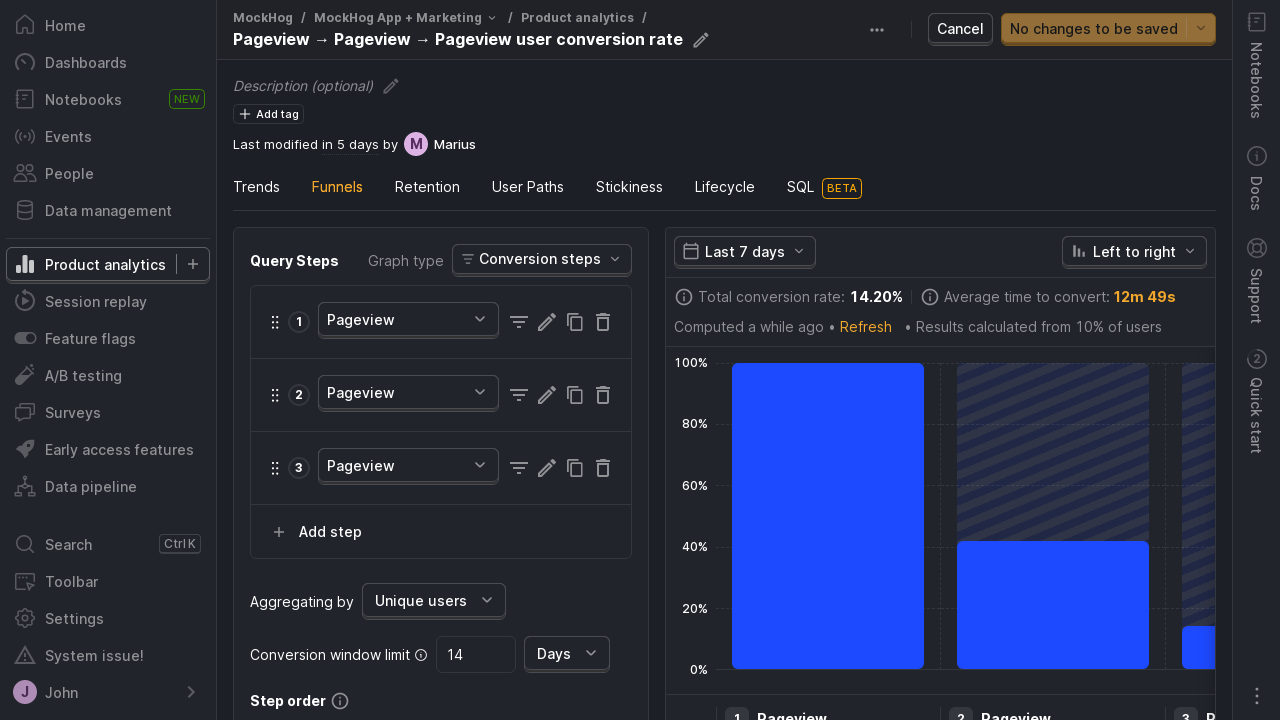 Home
Dashboards
Notebooks NEW
Events
People
Data management
Product analytics
Session replay
Feature flags
A/B testing
Surveys
Early access features
Data pipeline
Search Ctrl K
Toolbar
Settings
System issue!
J John
MockHog / MockHog App + Marketing / Product analytics /
Pageview → Pageview → Pageview user conversion rate
Cancel
No changes to be saved
Description (optional)
Add tag
Last modified in 5 days by M Marius
Trends Funnels Retention User Paths Stickiness Lifecycle SQL BETA
Query Steps Graph type Conversion steps
1 Pageview
2 Pageview
3 Pageview
Add step
Aggregating by Unique users
Conversion window limit 14 Days
Step order
Last 7 days Left to right
Total conversion rate: 14.20% Average time to convert: 12m 49s
Computed a while ago • Refresh • Results calculated from 10% of users
100%
80%
60%
40%
20%
0%
1 Pageview 2 Pageview 3 P
Notebooks
Docs
Support
2 Quick start